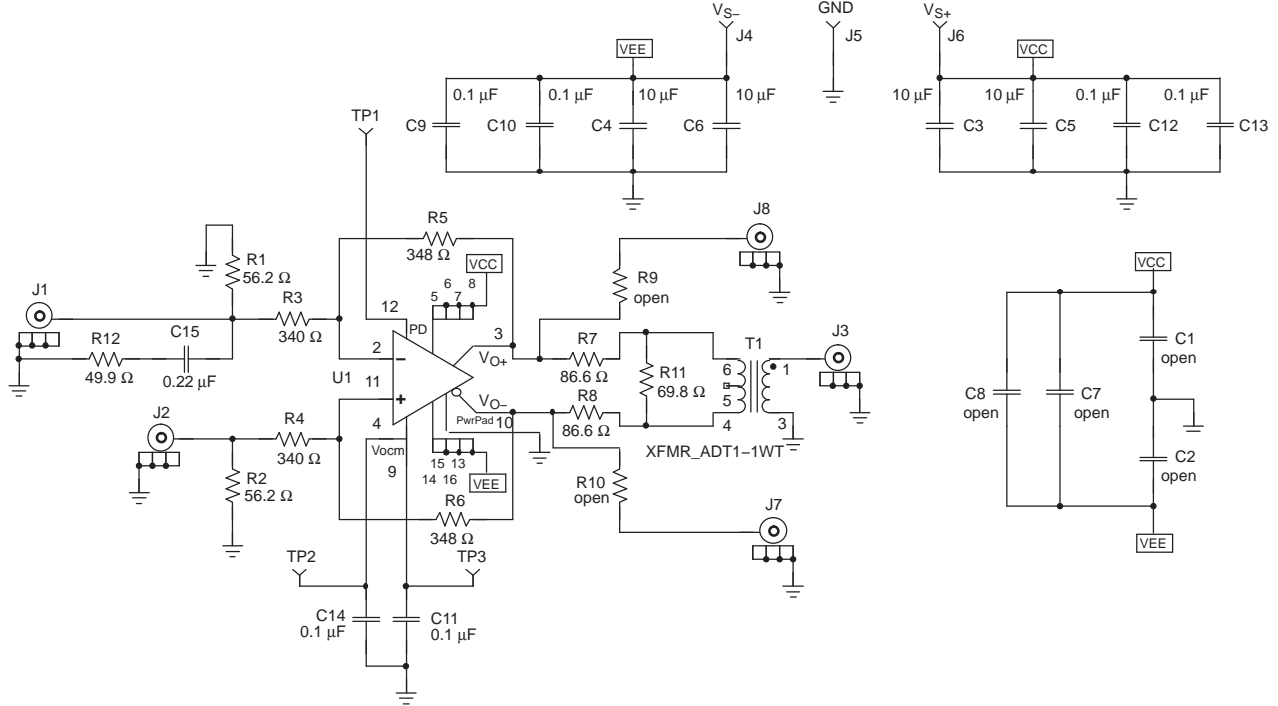 VS−
J4
GND
J5
VS+
J6
VEE
VCC
0.1 µF
0.1 µF
10 µF
10 µF
10 µF
10 µF
0.1 µF
0.1 µF
C9
C10
C4
C6
C3
C5
C12
C13
TP1
J8
R5
348 Ω
VCC
R1
56.2 Ω
R9
open
VCC
6
8
5
7
J1
R3
340 Ω
12
PD
3
R12
49.9 Ω
C15
0.22 µF
2
U1
11
4
VO+
VO−
PwrPad
10
R7
86.6 Ω
R8
86.6 Ω
R11
69.8 Ω
T1
6
5
4
1
3
J3
XFMR_ADT1−1WT
C1
open
C8
open
C7
open
C2
open
VEE
J2
R4
340 Ω
R2
56.2 Ω
Vocm
9
15
13
14
16
VEE
R10
open
R6
348 Ω
J7
TP2
TP3
C14
0.1 µF
C11
0.1 µF